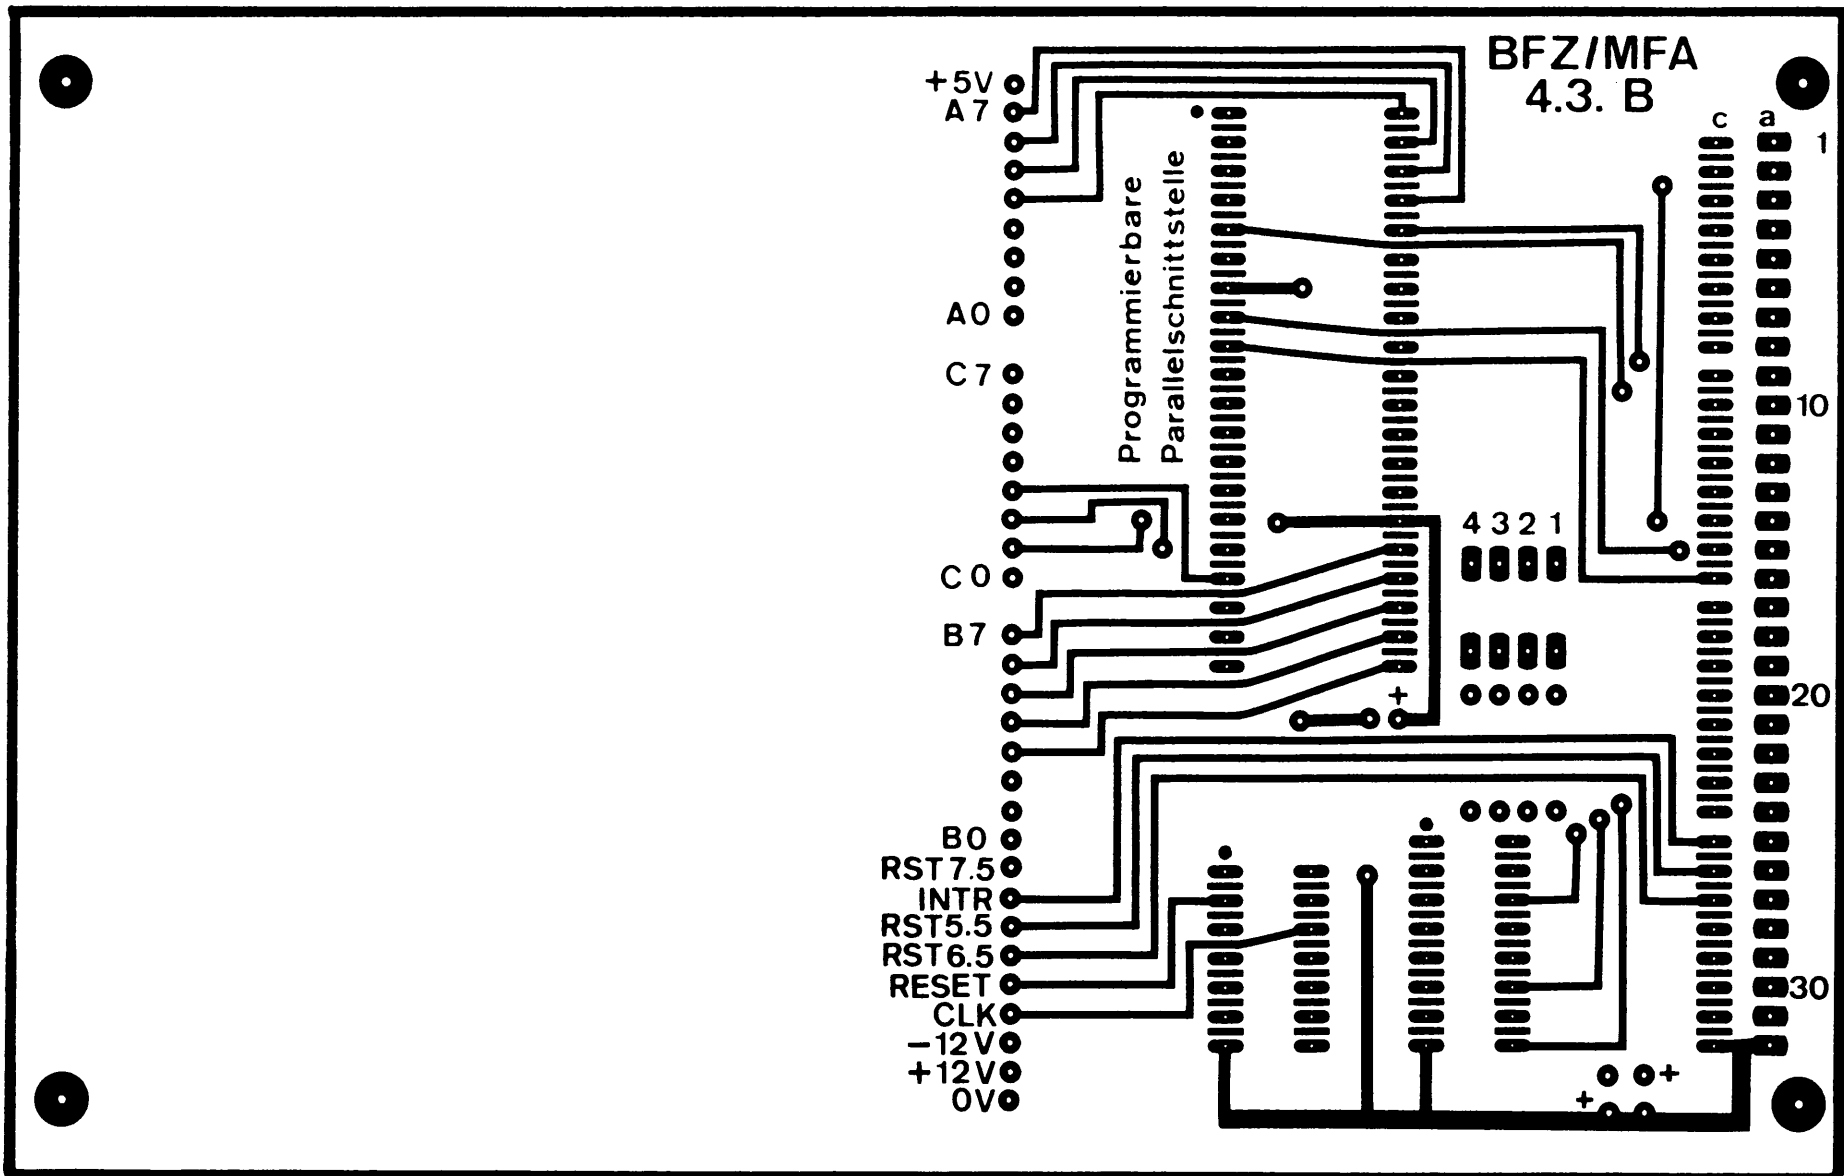 BFZ/MFA
4.3. B
+5V
A7
A0
C7
C0
B7
B0
RST7.5
INTR
RST5.5
RST6.5
RESET
CLK
-12V
+12V
0V
Programmierbare
Parallelschnittstelle
c a
1
10
20
30
4 3 2 1
+
+
+